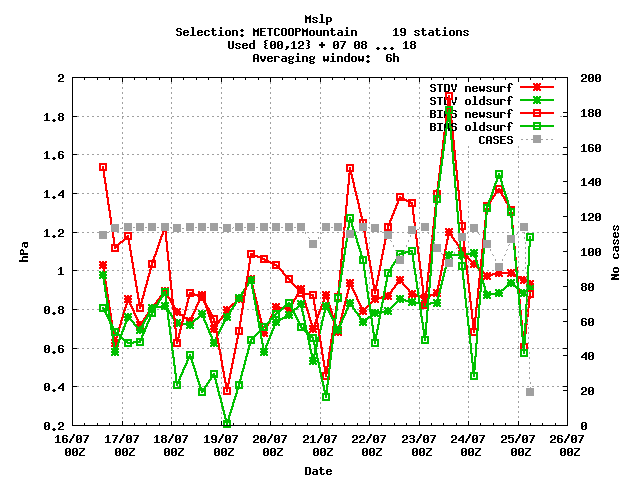 Mslp
Selection: METCOOPMountain 19 stations
Used {00,12} + 07 08 ... 18
Averaging window: 6h
STDV newsurf
STDV oldsurf
BIAS newsurf
BIAS oldsurf
CASES
hPa
2
1.8
1.6
1.4
1.2
1
0.8
0.6
0.4
0.2
No cases
200
180
160
140
120
100
80
60
40
20
0
16/07 17/07 18/07 19/07 20/07 21/07 22/07 23/07 24/07 25/07 26/07
00Z 00Z 00Z 00Z 00Z 00Z 00Z 00Z 00Z 00Z 00Z
Date